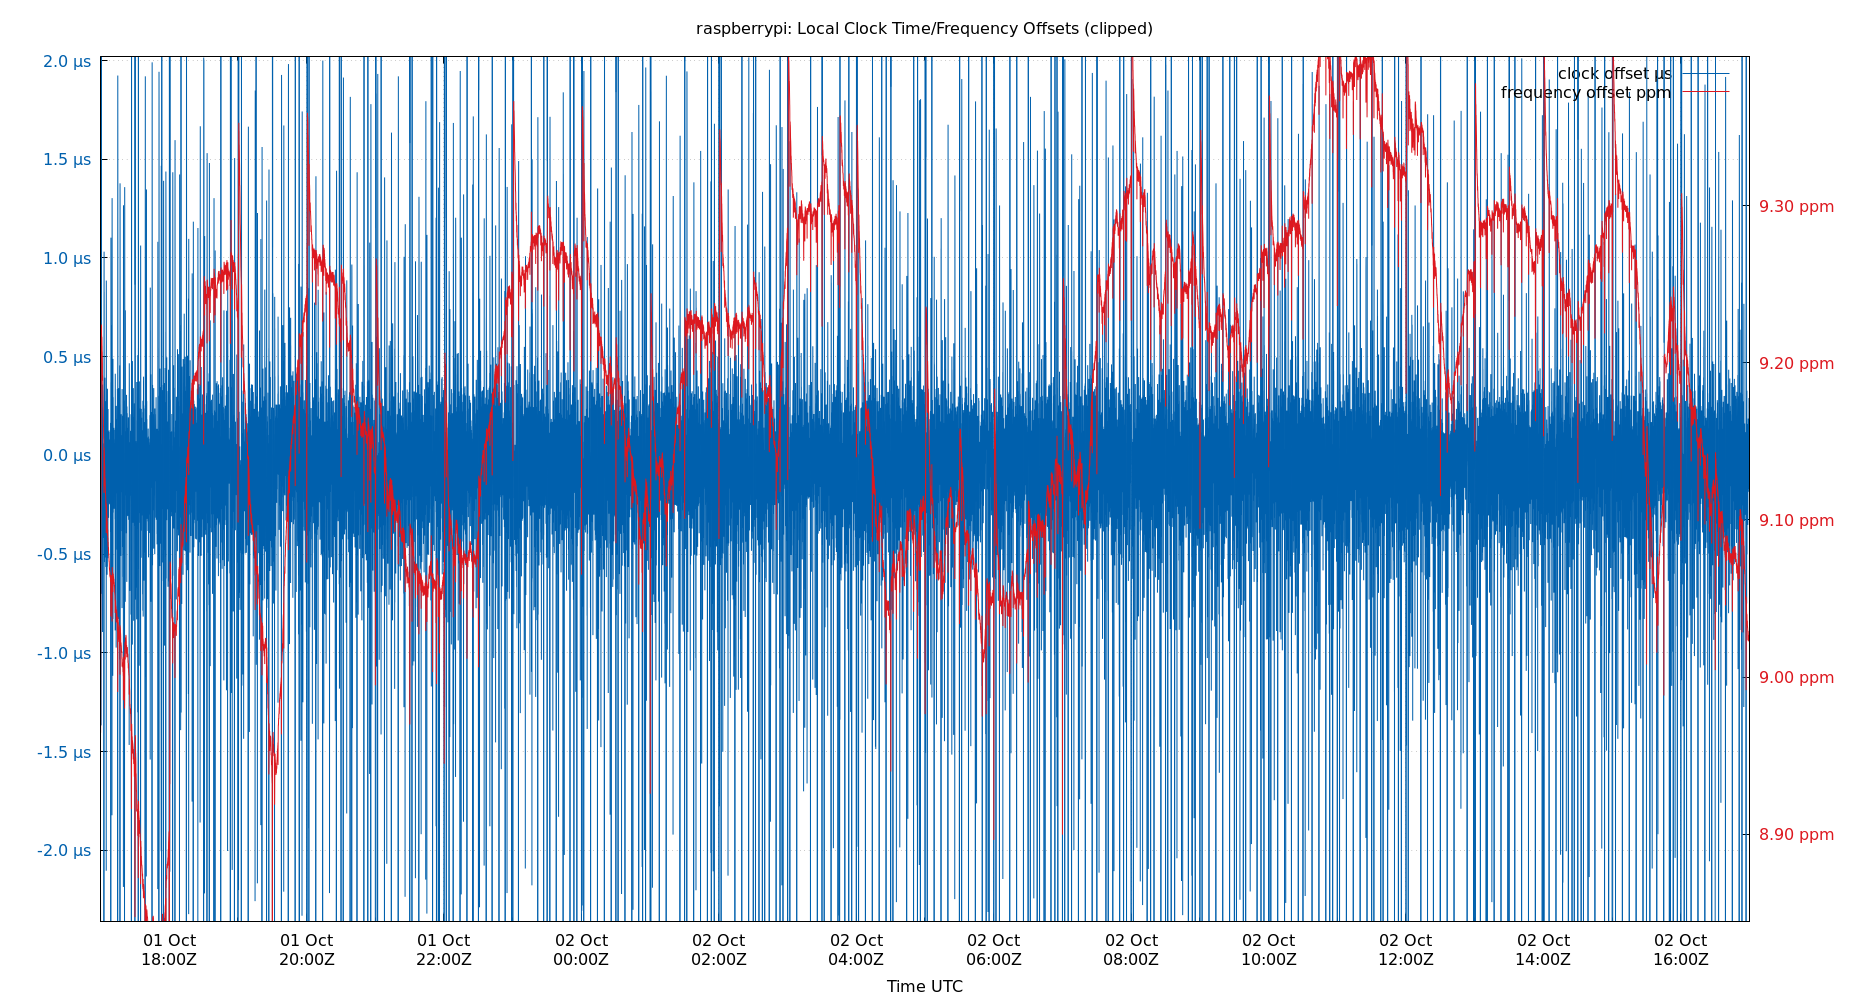 raspberrypi: Local Clock Time/Frequency Offsets (clipped)
clock offset µs
frequency offset ppm
2.0 µs
1.5 µs
1.0 µs
0.5 µs
0.0 µs
-0.5 µs
-1.0 µs
-1.5 µs
-2.0 µs
9.30 ppm
9.20 ppm
9.10 ppm
9.00 ppm
8.90 ppm
01 Oct 01 Oct 01 Oct 02 Oct 02 Oct 02 Oct 02 Oct 02 Oct 02 Oct 02 Oct 02 Oct 02 Oct
18:00Z 20:00Z 22:00Z 00:00Z 02:00Z 04:00Z 06:00Z 08:00Z 10:00Z 12:00Z 14:00Z 16:00Z
Time UTC